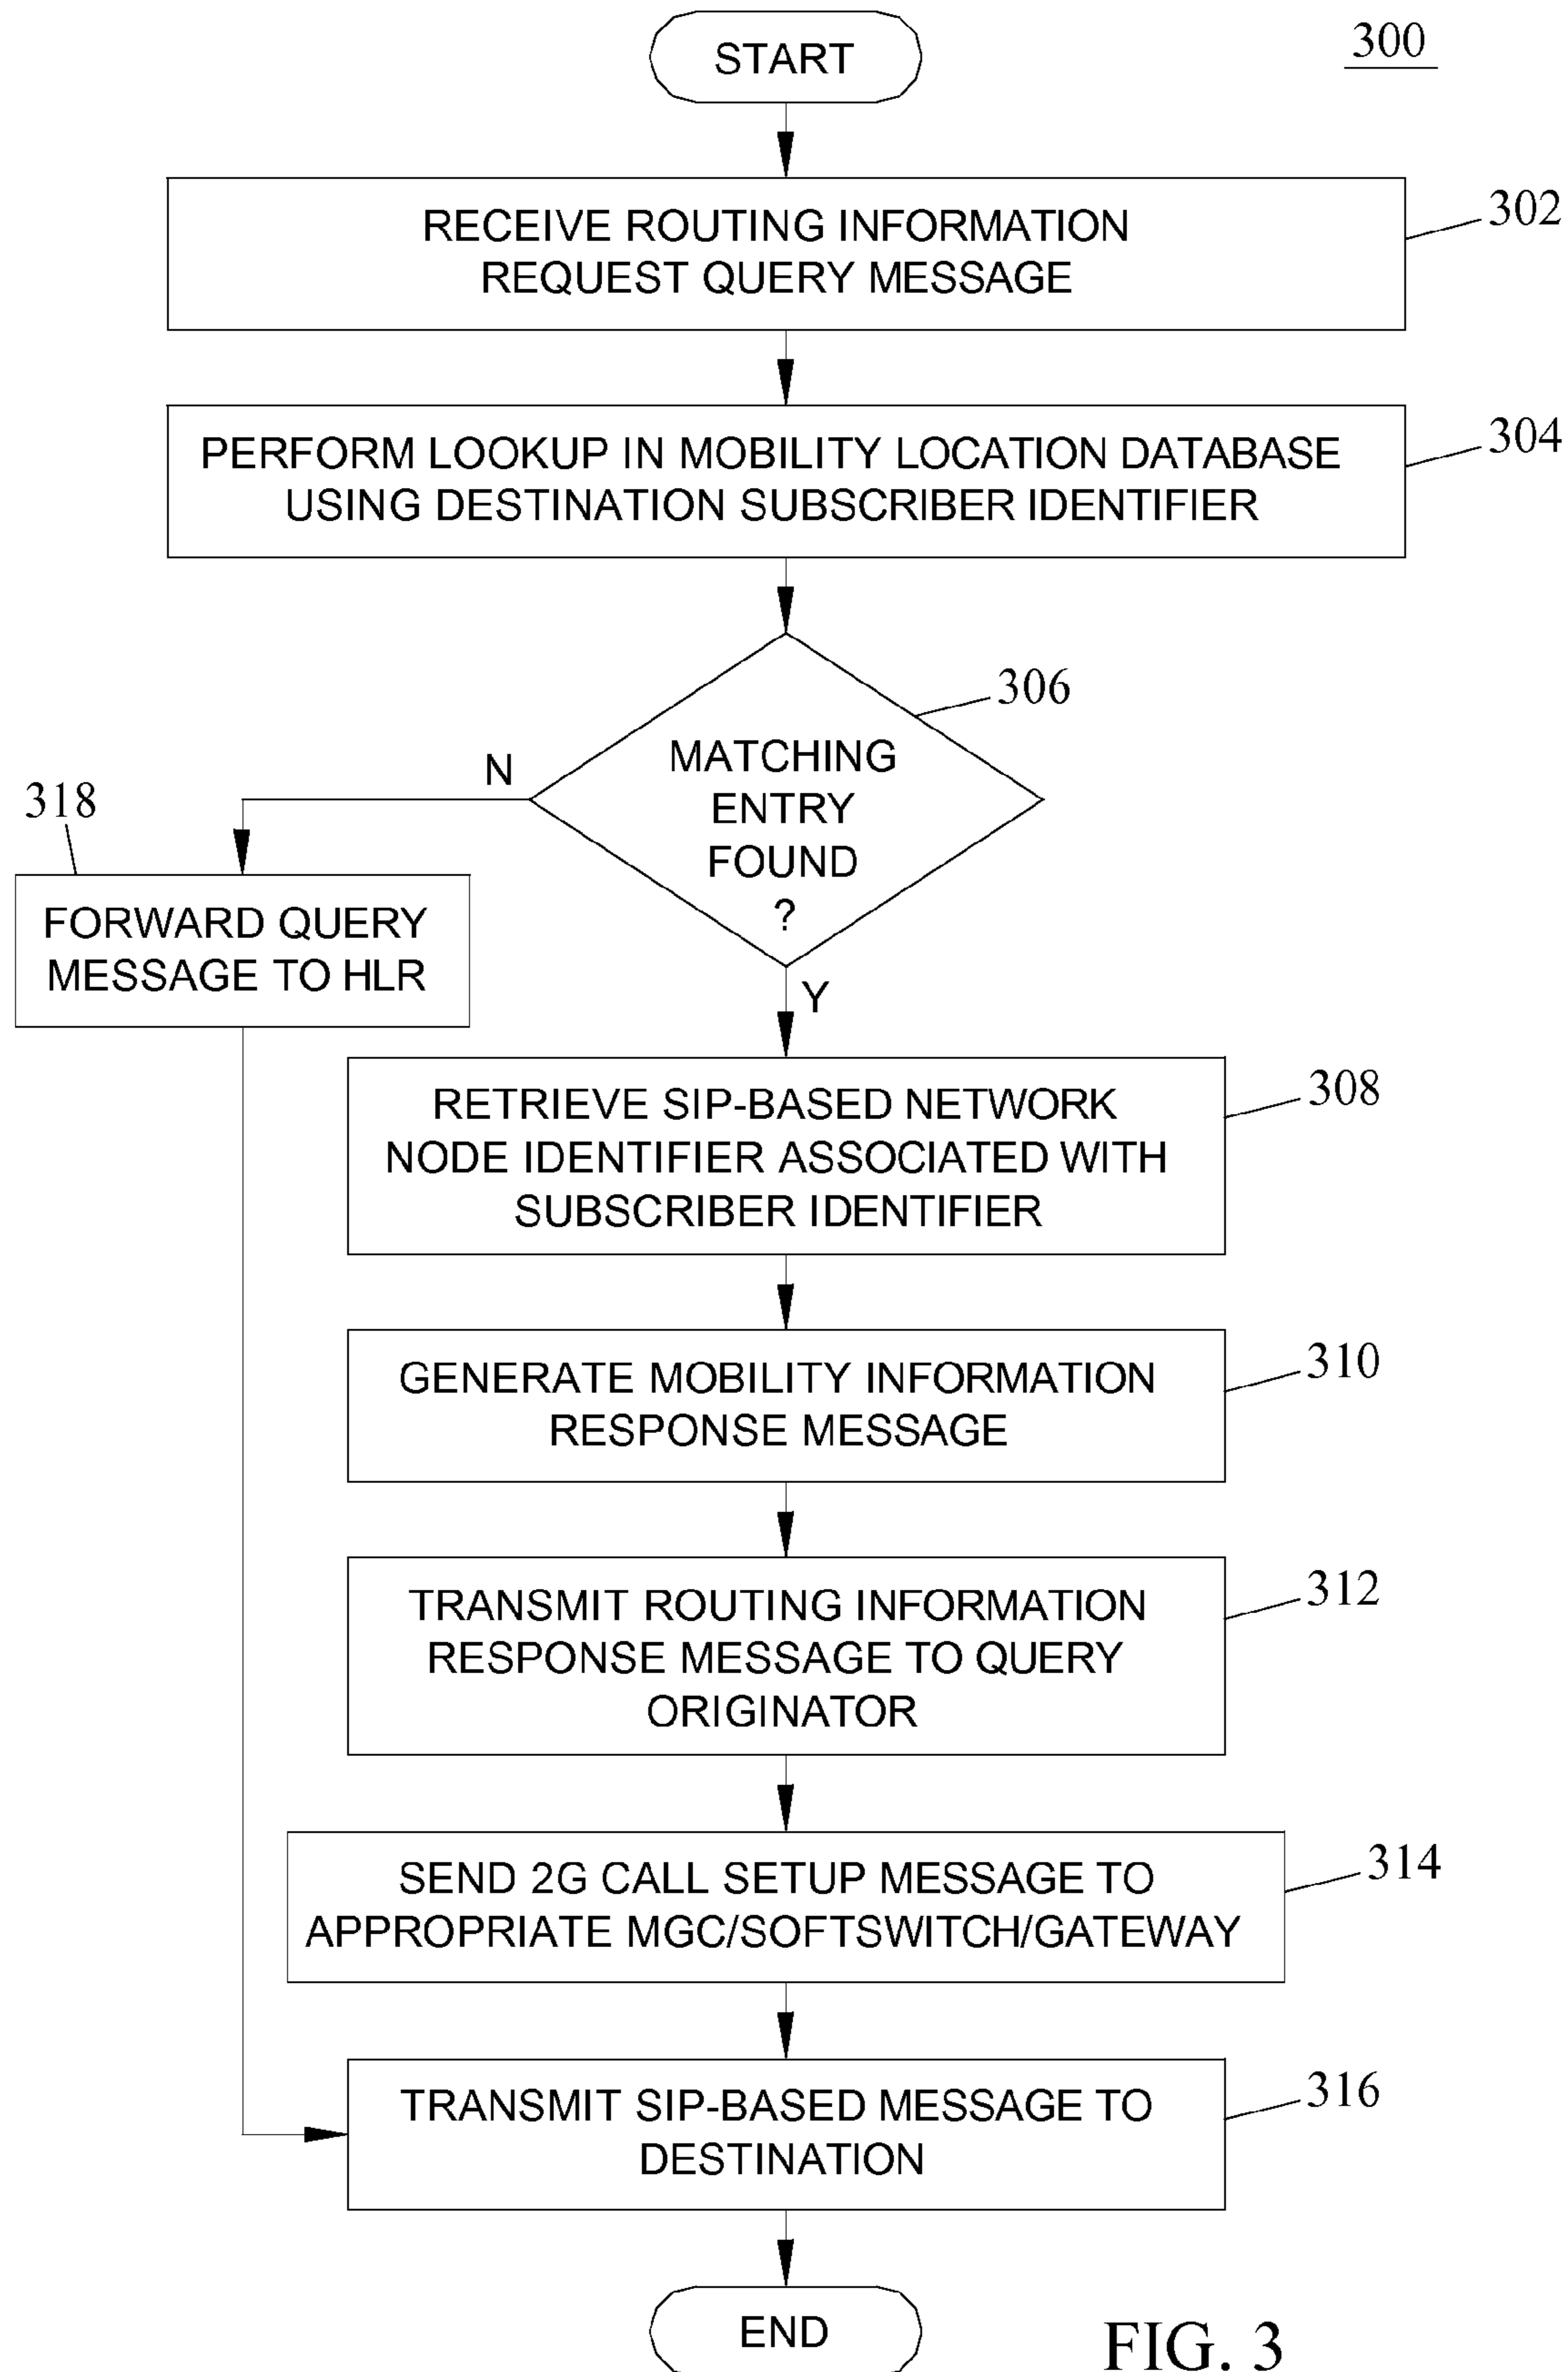 START
300
RECEIVE ROUTING INFORMATION
REQUEST QUERY MESSAGE
302
PERFORM LOOKUP IN MOBILITY LOCATION DATABASE
USING DESTINATION SUBSCRIBER IDENTIFIER
304
306
MATCHING
ENTRY
FOUND
?
N
318
FORWARD QUERY
MESSAGE TO HLR
Y
RETRIEVE SIP-BASED NETWORK
NODE IDENTIFIER ASSOCIATED WITH
SUBSCRIBER IDENTIFIER
308
GENERATE MOBILITY INFORMATION
RESPONSE MESSAGE
310
TRANSMIT ROUTING INFORMATION
RESPONSE MESSAGE TO QUERY
ORIGINATOR
312
SEND 2G CALL SETUP MESSAGE TO
APPROPRIATE MGC/SOFTSWITCH/GATEWAY
314
TRANSMIT SIP-BASED MESSAGE TO
DESTINATION
316
END
FIG. 3